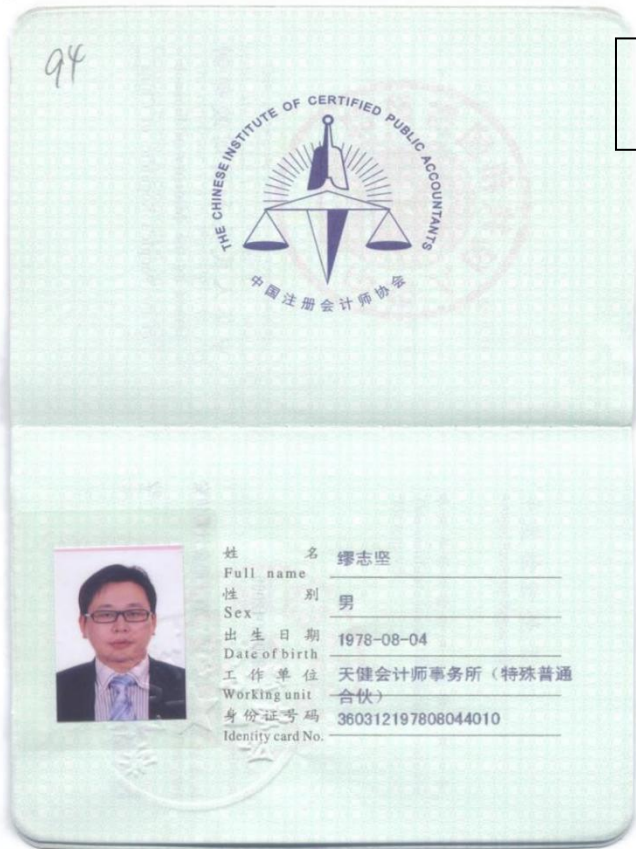 94
THE CHINESE INSTITUTE OF CERTIFIED PUBLIC ACCOUNTANTS
中国注册会计师协会
姓 名 缪志坚
Full name
性 别 男
Sex
出生日期 1978-08-04
Date of birth
工作单位 天健会计师事务所（特殊普通
Working unit 合伙）
身份证号码 360312197808044010
Identity card No.